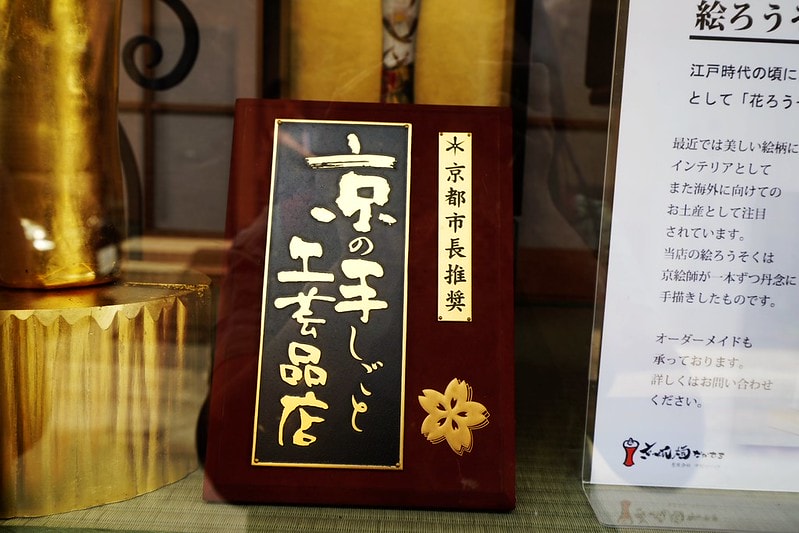 京都市長推奨
京の手しごと
工芸品店
絵ろうそ
江戸時代の頃に
として「花ろうそ
最近では美しい絵柄に
インテリアとして
また海外に向けての
お土産として注目
されています。
当店の絵ろうそくは
京絵師が一本ずつ丹念に
手描きしたものです。
オーダーメイドも
承っております。
詳しくはお問い合わせ
ください。